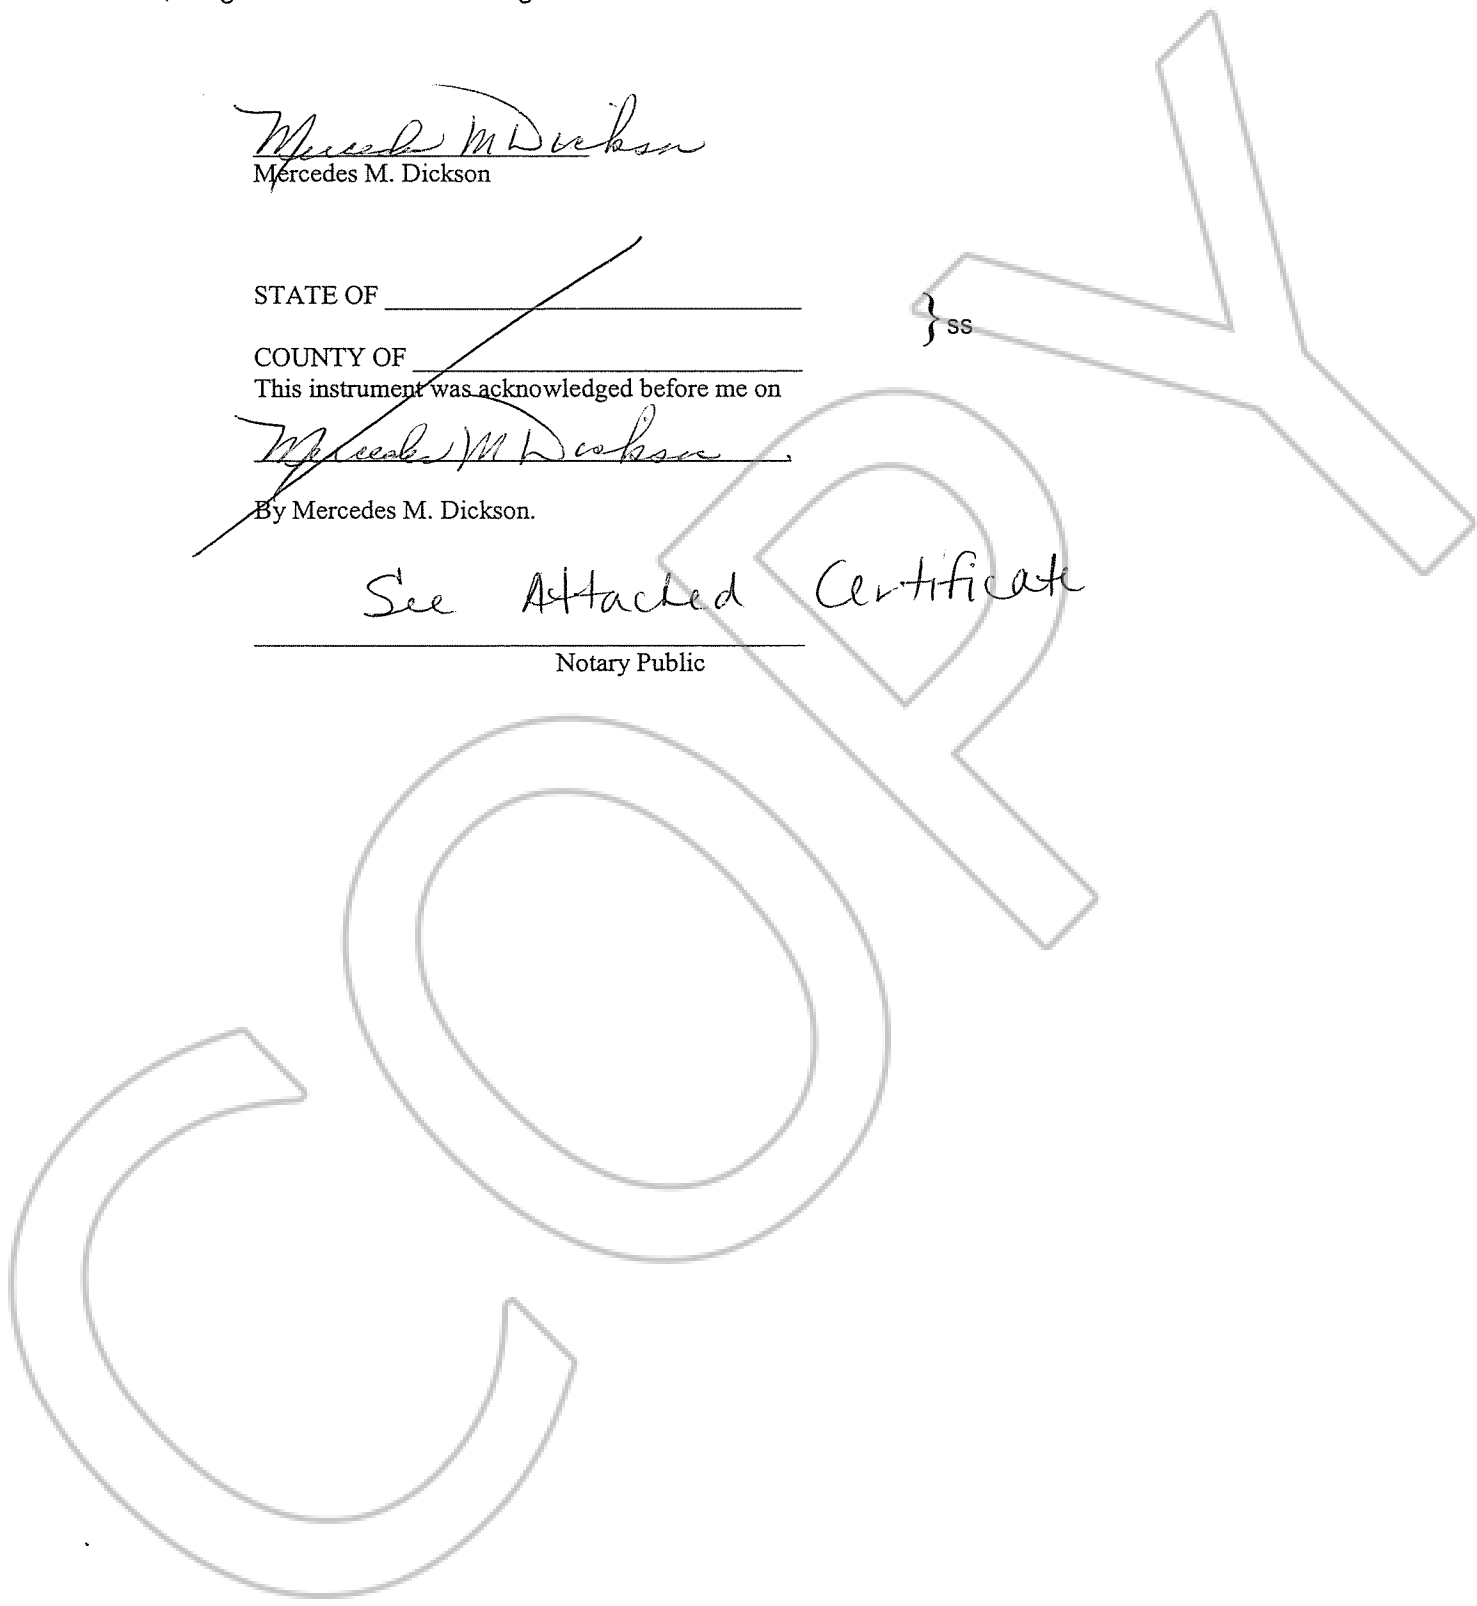 Mercedes M Dickson
Mercedes M. Dickson
STATE OF
} ss
COUNTY OF
This instrument was acknowledged before me on
Mercedes M Dickson
By Mercedes M. Dickson.
See Attached Certificate
Notary Public
COPY